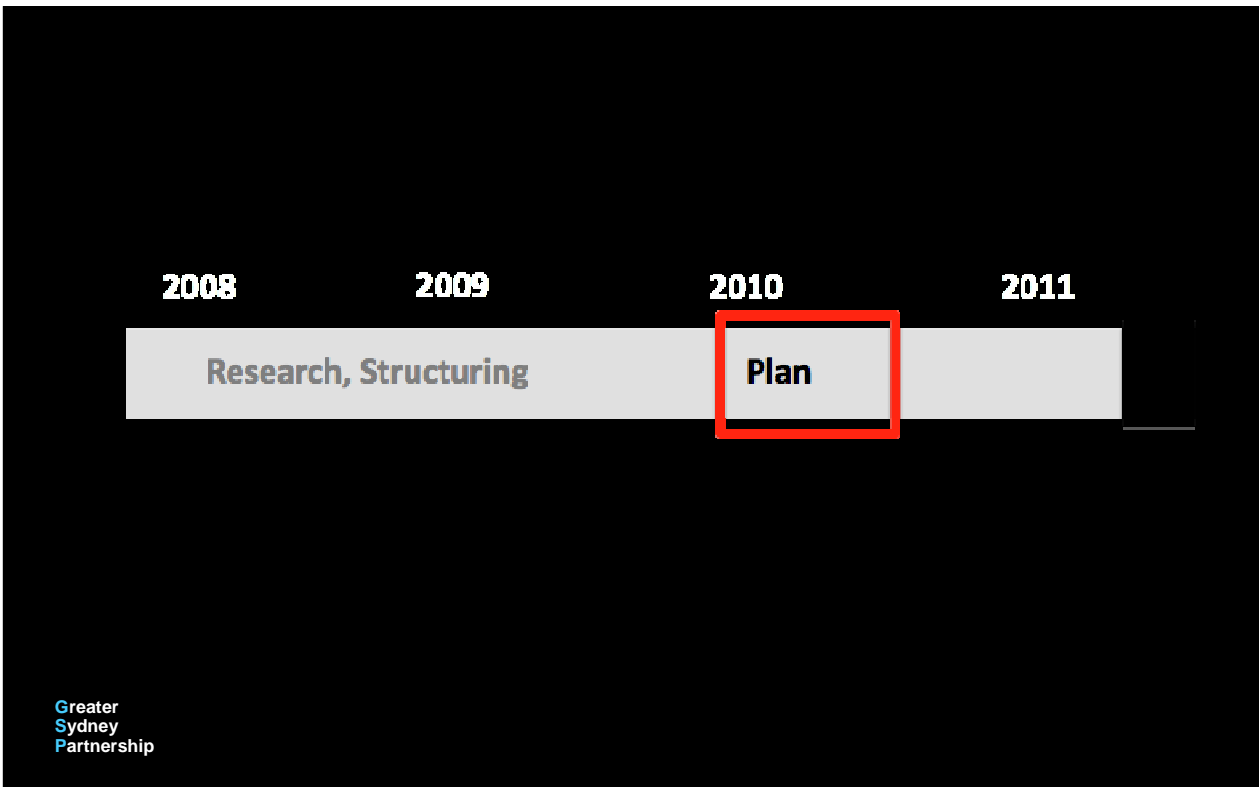 2008 2009 2010 2011
Research, Structuring Plan
Greater
Sydney
Partnership